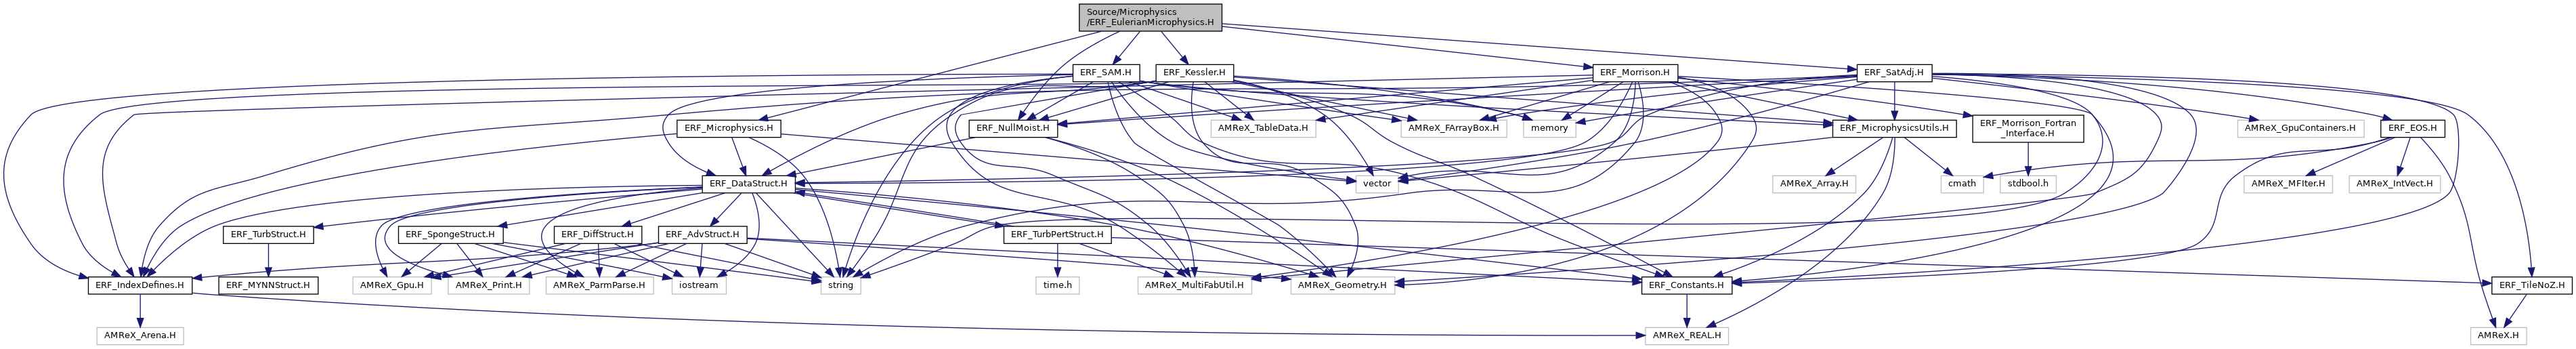 Source/Microphysics
/ERF_EulerianMicrophysics.H
ERF_SAM.H
ERF_Kessler.H
ERF_Morrison.H
ERF_SatAdj.H
ERF_Microphysics.H
ERF_NullMoist.H
AMReX_TableData.H
AMReX_FArrayBox.H
memory
ERF_MicrophysicsUtils.H
ERF_Morrison_Fortran
_Interface.H
AMReX_GpuContainers.H
ERF_EOS.H
ERF_DataStruct.H
vector
AMReX_Array.H
cmath
stdbool.h
AMReX_MFIter.H
AMReX_IntVect.H
ERF_TurbStruct.H
ERF_SpongeStruct.H
ERF_DiffStruct.H
ERF_AdvStruct.H
ERF_TurbPertStruct.H
ERF_IndexDefines.H
ERF_MYNNStruct.H
AMReX_Gpu.H
AMReX_Print.H
AMReX_ParmParse.H
iostream
string
time.h
AMReX_MultiFabUtil.H
AMReX_Geometry.H
ERF_Constants.H
ERF_TileNoZ.H
AMReX_Arena.H
AMReX_REAL.H
AMReX.H